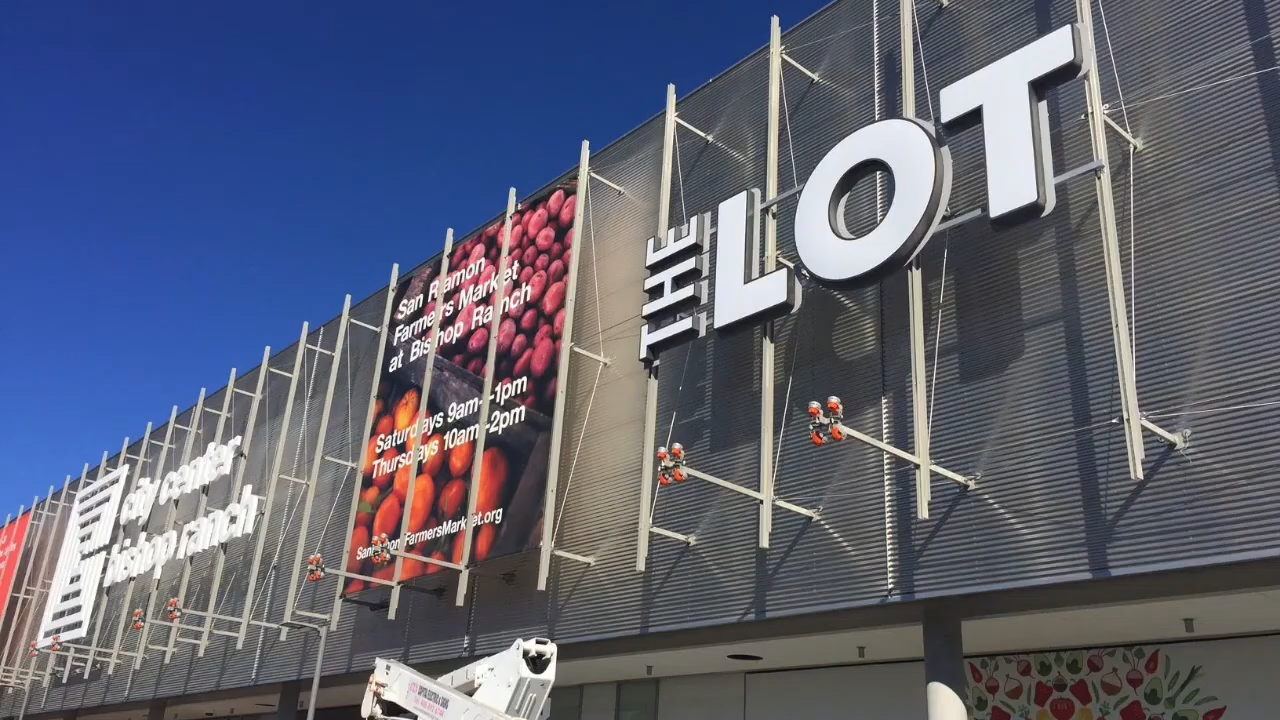 THE
LOT
San Ramon
Farmers Market
at Bishop Ranch
Saturdays 9am-1pm
Thursdays 10am-2pm
SanRamonFarmersMarket.org
city center
bishop ranch